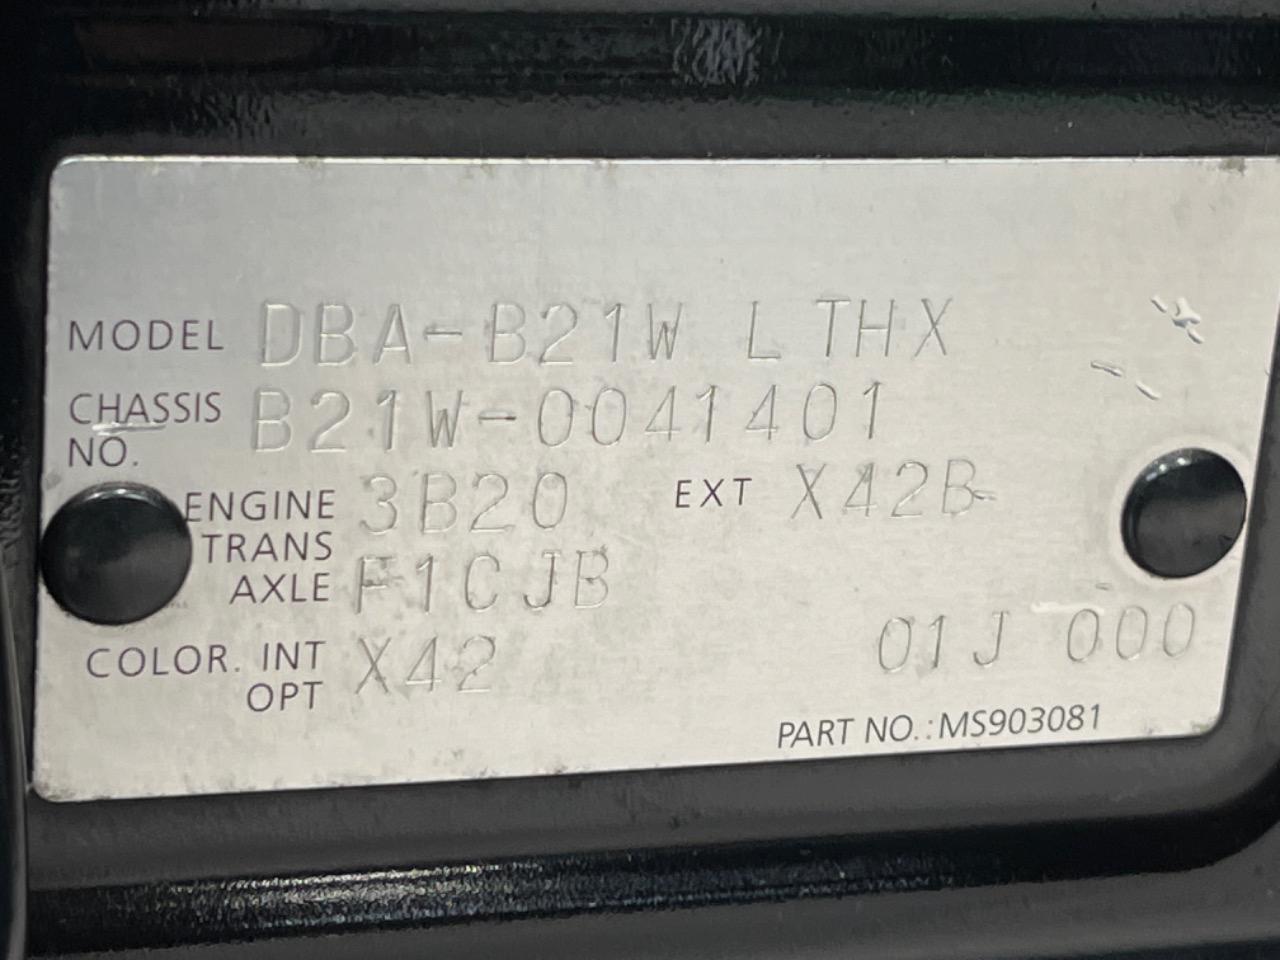 MODEL DBA-B21W LTHX
CHASSIS NO. B21W-0041401
ENGINE 3B20 EXT X42B
TRANS AXLE F1CJB
COLOR. INT X42 01J 000
OPT
PART NO.:MS903081